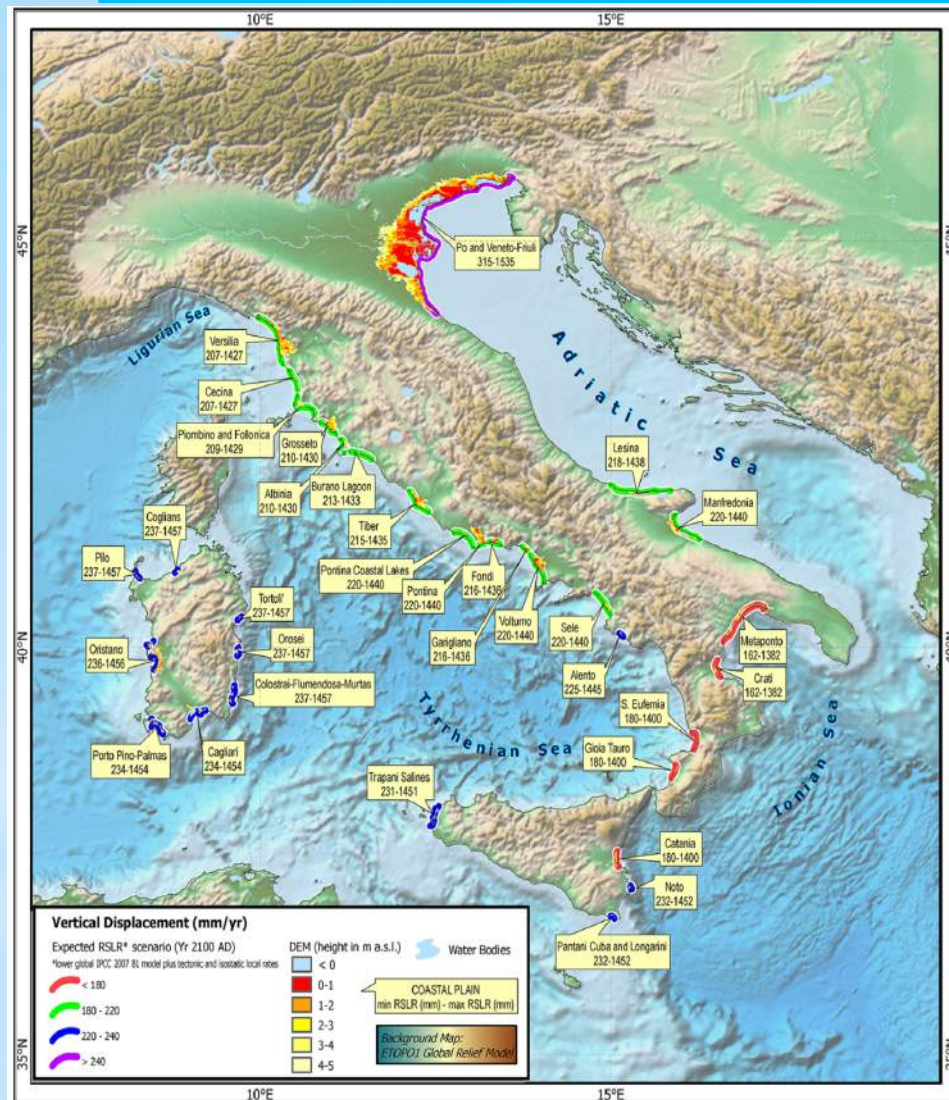 10°E
15°E
45°N
Po and Veneto-Friuli
315-1535
Ligurian Sea
Adriatic
Sea
Versilia
207-1427
Cecina
207-1427
Piombino and Follonica
209-1429
Grosseto
210-1430
Albinia
210-1430
Burano Lagoon
213-1433
Lesina
218-1438
Manfredonia
220-1440
Tiber
215-1435
Coglians
237-1457
Pilo
237-1457
Pontina Coastal Lakes
220-1440
Pontina
220-1440
Fondi
216-1436
Garigliano
216-1436
Volturno
220-1440
Sele
220-1440
Tortoli'
237-1457
Orosei
237-1457
40°N
Oristano
236-1456
Alento
225-1445
Metaponto
162-1382
Crati
162-1382
Colostrai-Flumendosa-Murtas
237-1457
S. Eufemia
180-1400
Tyrrhenian Sea
Ionian Sea
Porto Pino-Palmas
234-1454
Cagliari
234-1454
Gioia Tauro
180-1400
Trapani Salines
231-1451
Catania
180-1400
Noto
232-1452
Pantani Cuba and Longarini
232-1452
Vertical Displacement (mm/yr)
Expected RSLR* scenario (Yr 2100 AD)
*lower global IPCC 2007 B1 model plus tectonic and isostatic local rates
< 180
180 - 220
220 - 240
> 240
DEM (height in m a.s.l.)
< 0
0-1
1-2
2-3
3-4
4-5
Water Bodies
COASTAL PLAIN
min RSLR (mm) - max RSLR (mm)
Background Map:
ETOPO1 Global Relief Model
35°N
10°E
15°E